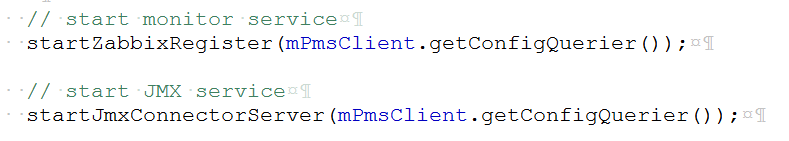 // start monitor service
startZabbixRegister(mPmsClient.getConfigQuerier());
// start JMX service
startJmxConnectorServer(mPmsClient.getConfigQuerier());